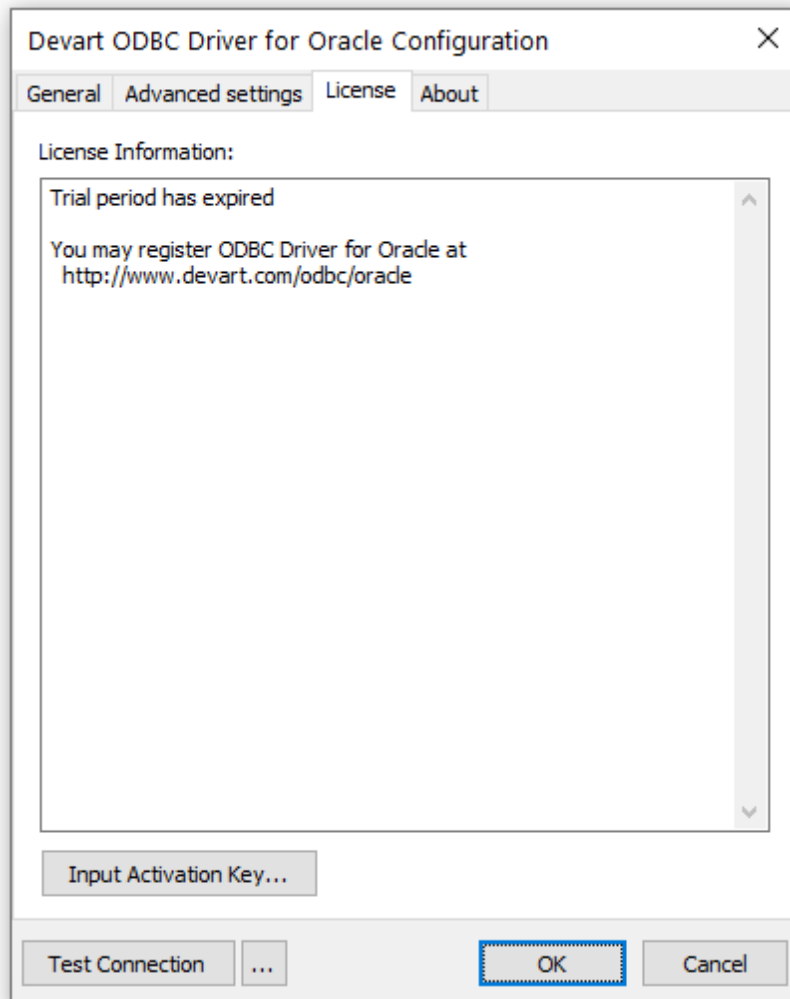 Devart ODBC Driver for Oracle Configuration
General Advanced settings License About
License Information:
Trial period has expired
You may register ODBC Driver for Oracle at
http://www.devart.com/odbc/oracle
Input Activation Key...
Test Connection ... OK Cancel